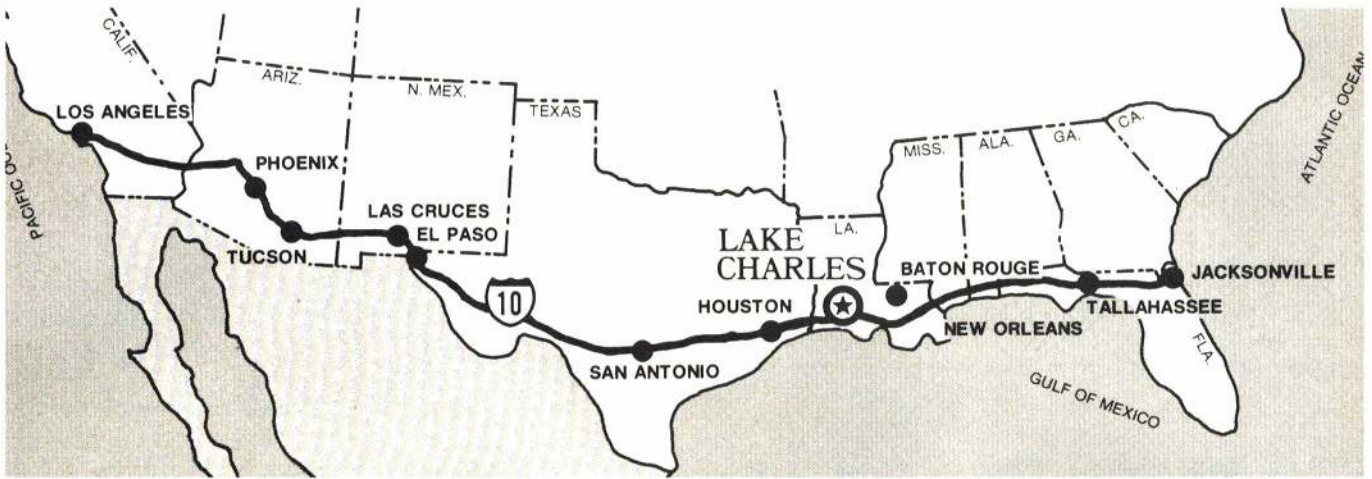 CALIF.
ARIZ.
N. MEX.
TEXAS
LOS ANGELES
PHOENIX
LAS CRUCES
EL PASO
TUCSON
10
LAKE
CHARLES
LA.
MISS.
ALA.
GA.
CA.
ATLANTIC OCEAN
PACIFIC
BATON ROUGE
JACKSONVILLE
HOUSTON
TALLAHASSEE
NEW ORLEANS
SAN ANTONIO
FLA.
GULF OF MEXICO